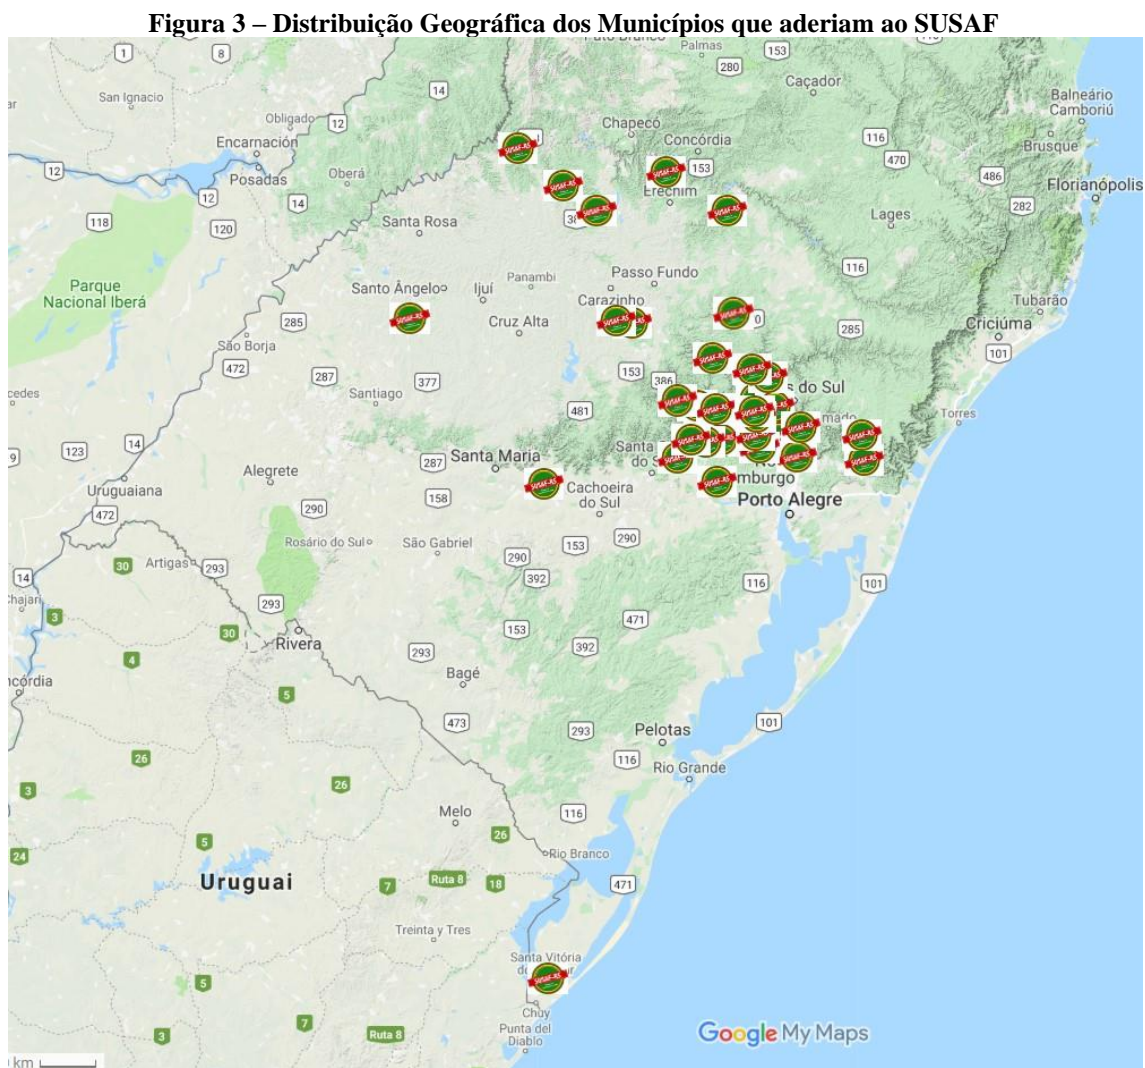 Figura 3 – Distribuição Geográfica dos Municípios que aderiam ao SUSAF
Palmas
153
1
8
280
Caçador
San Ignacio
14
Balneário
Camboriú
Obligado
12
Chapecó
Concórdia
116
Brusque
Encarnación
470
12
Oberá
153
486
Posadas
Erechim
Florianópolis
12
14
282
118
120
Santa Rosa
Lages
Parque
Nacional Iberá
Passo Fundo
116
Panambi
Santo Ângelo
Ijuí
Carazinho
Tubarão
285
Cruz Alta
285
Criciúma
São Borja
101
472
287
377
153
386
Santiago
481
Torres
14
123
287
Santa Maria
Alegrete
Uruguaiana
158
Cachoeira
do Sul
Porto Alegre
472
290
290
Rosário do Sul
São Gabriel
153
290
30
Artigas
293
392
14
116
101
293
3
471
30
153
Rivera
392
4
293
5
Bagé
473
293
101
Pelotas
26
116
Rio Grande
3
26
Melo
116
5
26
24
Rio Branco
Uruguai
7
Ruta 8
18
471
Treinta y Tres
Santa Vitória
5
Chuy
7
Punta del
Diablo
3
Ruta 8
Google My Maps
km
SUSAF-RS